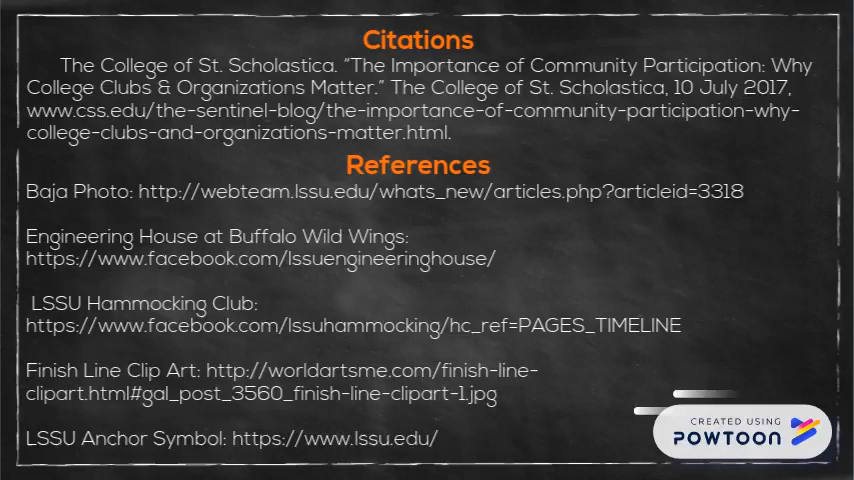 Citations
The College of St. Scholastica. “The Importance of Community Participation: Why
College Clubs & Organizations Matter.” The College of St. Scholastica, 10 July 2017,
www.css.edu/the-sentinel-blog/the-importance-of-community-participation-why-
college-clubs-and-organizations-matter.html.
References
Baja Photo: http://webteam.lssu.edu/whats_new/articles.php?articleid=3318
Engineering House at Buffalo Wild Wings:
https://www.facebook.com/lssuengineeringhouse/
LSSU Hammocking Club:
https://www.facebook.com/lssuhammocking/hc_ref=PAGES_TIMELINE
Finish Line Clip Art: http://worldartsme.com/finish-line-
clipart.html#gal_post_3560_finish-line-clipart-1.jpg
LSSU Anchor Symbol: https://www.lssu.edu/
CREATED USING
POWTOON